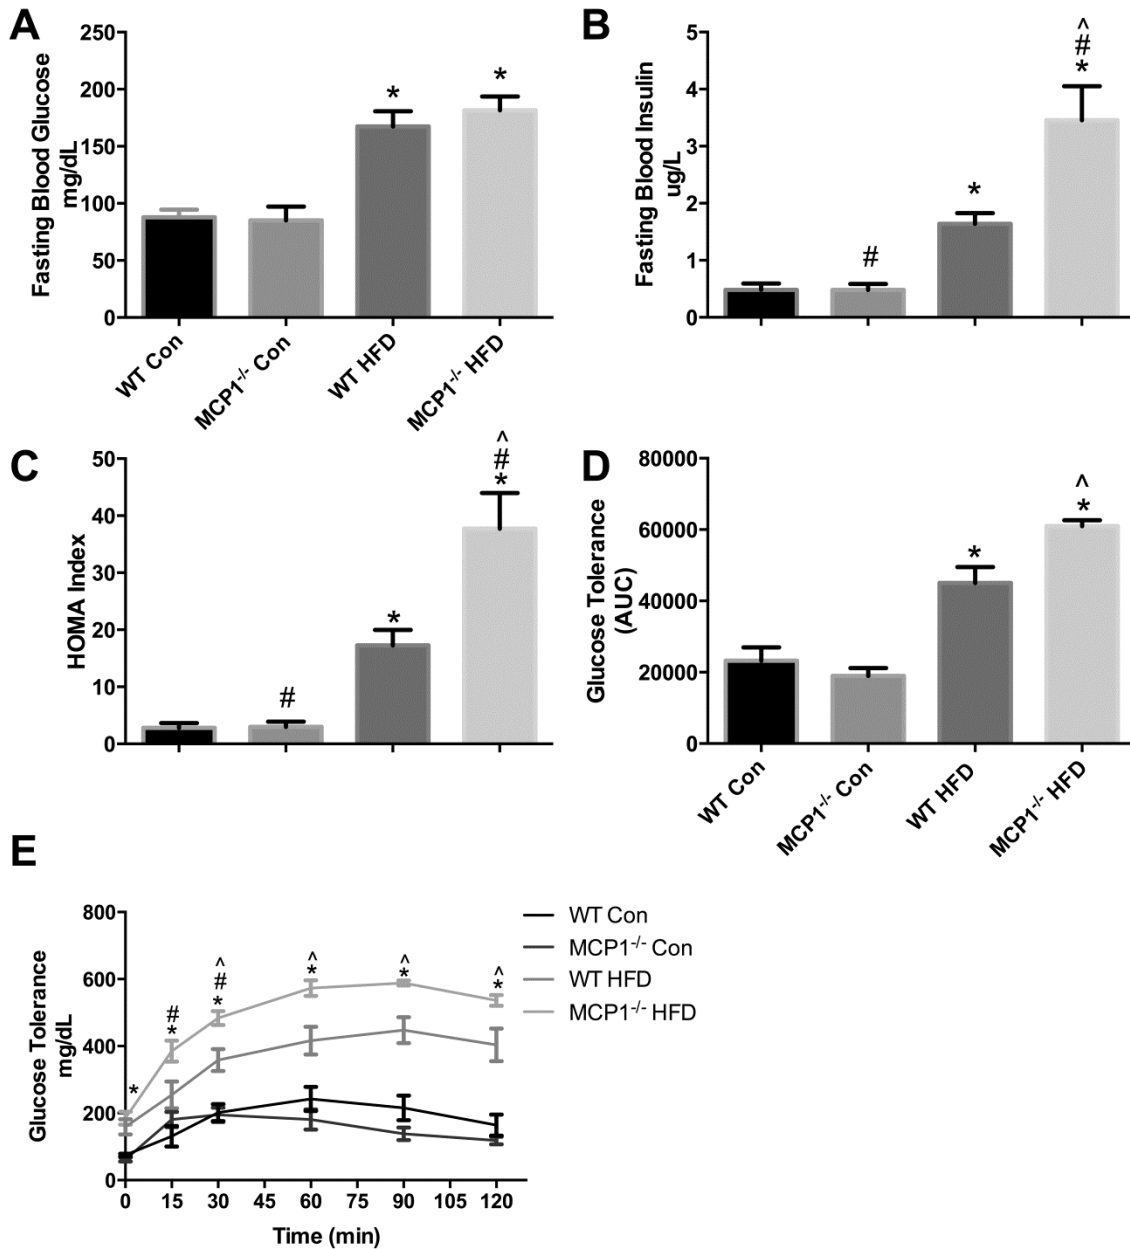 A
Fasting Blood Glucose
mg/dL
250
200
150
100
50
0
*
*
WT Con
MCP1-/- Con
WT HFD
MCP1-/- HFD
B
Fasting Blood Insulin
ug/L
5
4
3
2
1
0
#
*
^
#
*
C
HOMA Index
50
40
30
20
10
0
#
*
^
#
*
D
Glucose Tolerance
(AUC)
80000
60000
40000
20000
0
*
^
*
WT Con
MCP1-/- Con
WT HFD
MCP1-/- HFD
E
Glucose Tolerance
mg/dL
800
600
400
200
0
*
#
*
^
#
*
^
*
^
*
^
*
0 15 30 45 60 75 90 105 120
Time (min)
WT Con
MCP1-/- Con
WT HFD
MCP1-/- HFD